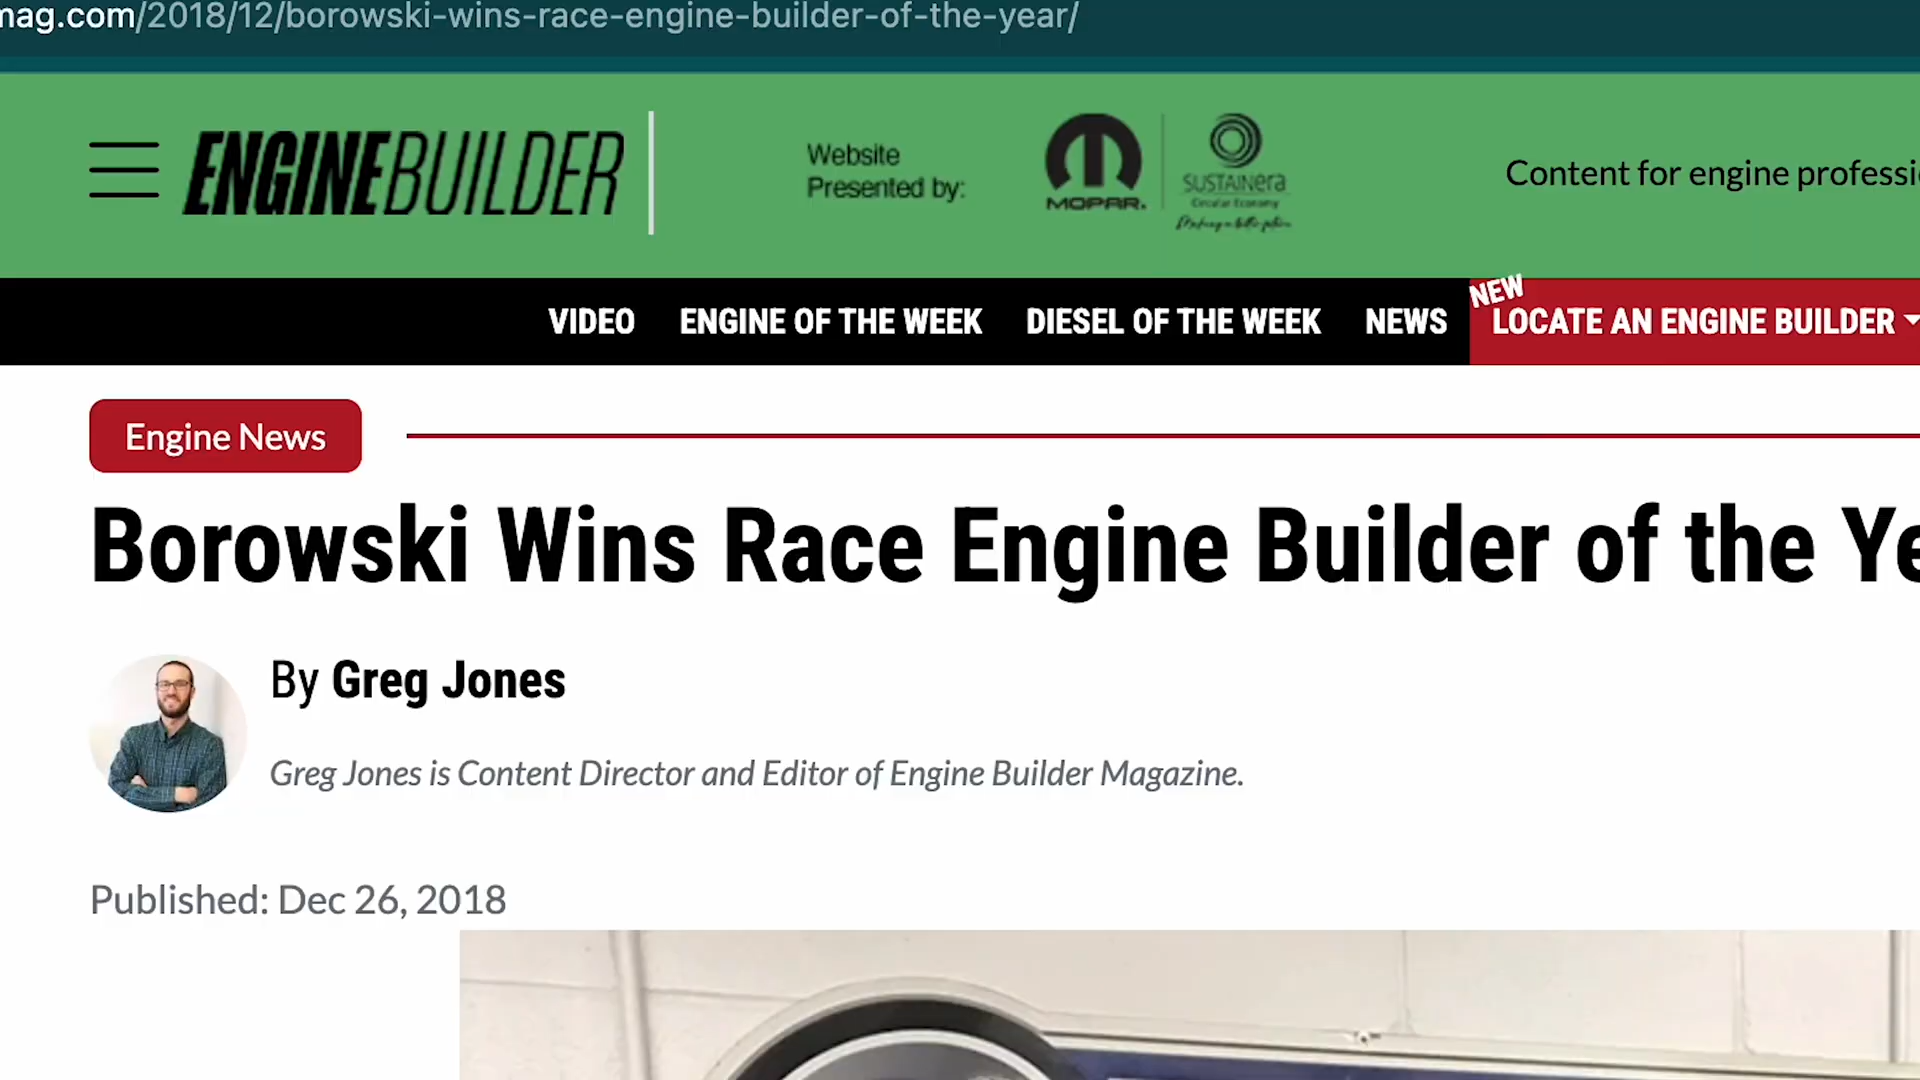 mag.com/2018/12/borowski-wins-race-engine-builder-of-the-year/
ENGINEBUILDER
Website
Presented by:
MOPAR.
SUSTAINera
Circular Economy
Content for engine professi
VIDEO ENGINE OF THE WEEK DIESEL OF THE WEEK NEWS NEW LOCATE AN ENGINE BUILDER
Engine News
Borowski Wins Race Engine Builder of the Ye
By Greg Jones
Greg Jones is Content Director and Editor of Engine Builder Magazine.
Published: Dec 26, 2018